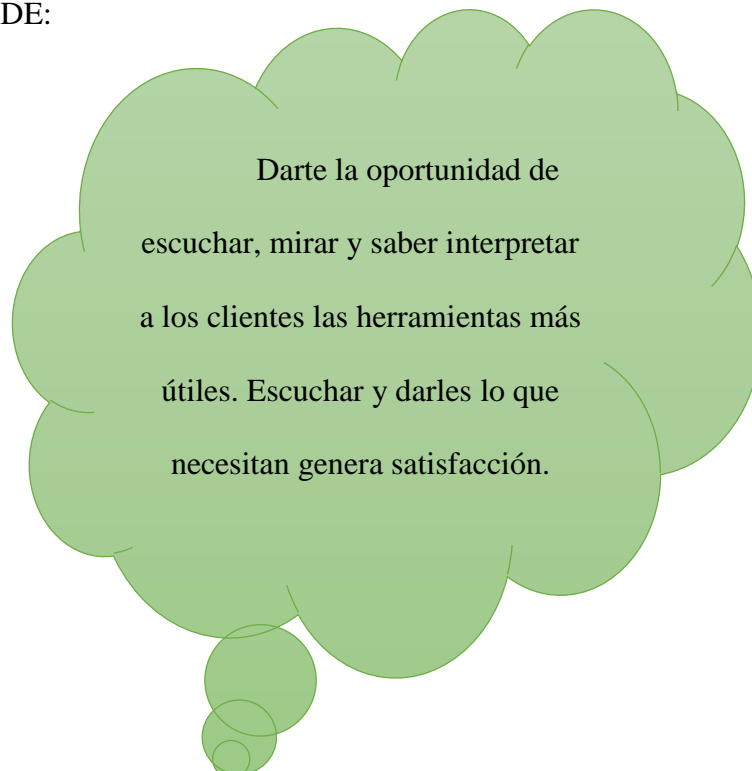 DE:
Darte la oportunidad de
escuchar, mirar y saber interpretar
a los clientes las herramientas más
útiles. Escuchar y darles lo que
necesitan genera satisfacción.